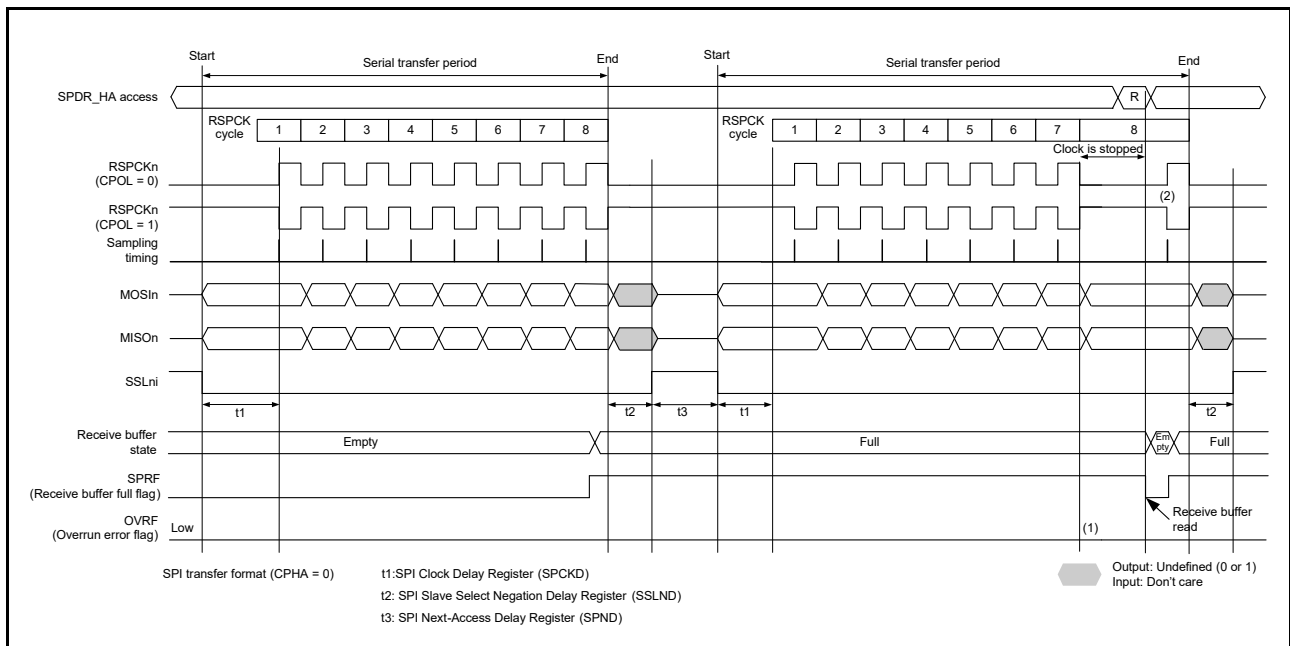 Start
Serial transfer period
End
Start
Serial transfer period
End
SPDR_HA access
R
RSPCK
cycle
1 2 3 4 5 6 7 8
RSPCK
cycle
1 2 3 4 5 6 7 8
Clock is stopped
RSPCKn
(CPOL = 0)
(2)
RSPCKn
(CPOL = 1)
Sampling
timing
MOSIn
MISOn
SSLni
t1
t2
t3
t1
t2
Receive buffer
state
Empty
Full
Em
pty
Full
SPRF
(Receive buffer full flag)
Receive buffer
read
OVRF
(Overrun error flag)
Low
(1)
SPI transfer format (CPHA = 0)
t1:SPI Clock Delay Register (SPCKD)
t2: SPI Slave Select Negation Delay Register (SSLND)
t3: SPI Next-Access Delay Register (SPND)
Output: Undefined (0 or 1)
Input: Don't care